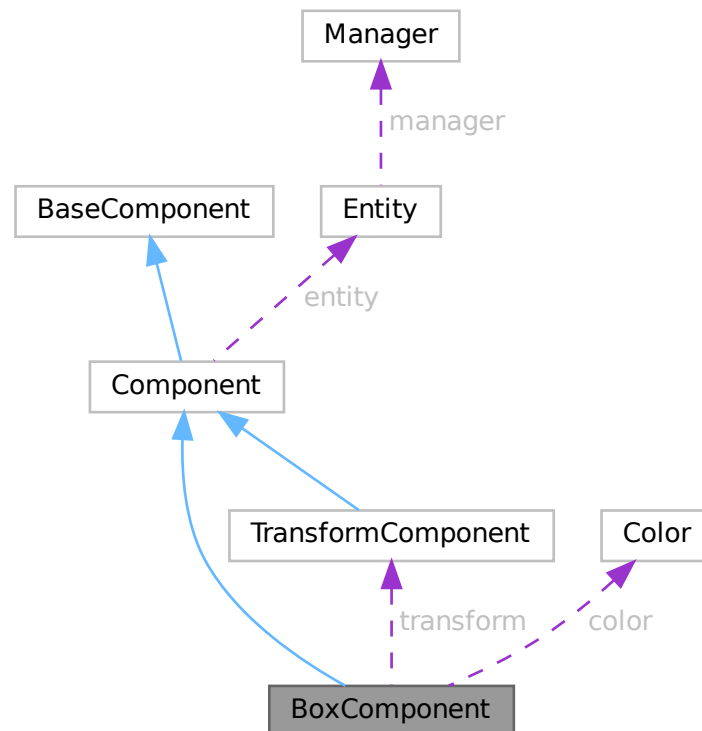 Manager
manager
BaseComponent
Entity
entity
Component
TransformComponent
Color
transform
color
BoxComponent